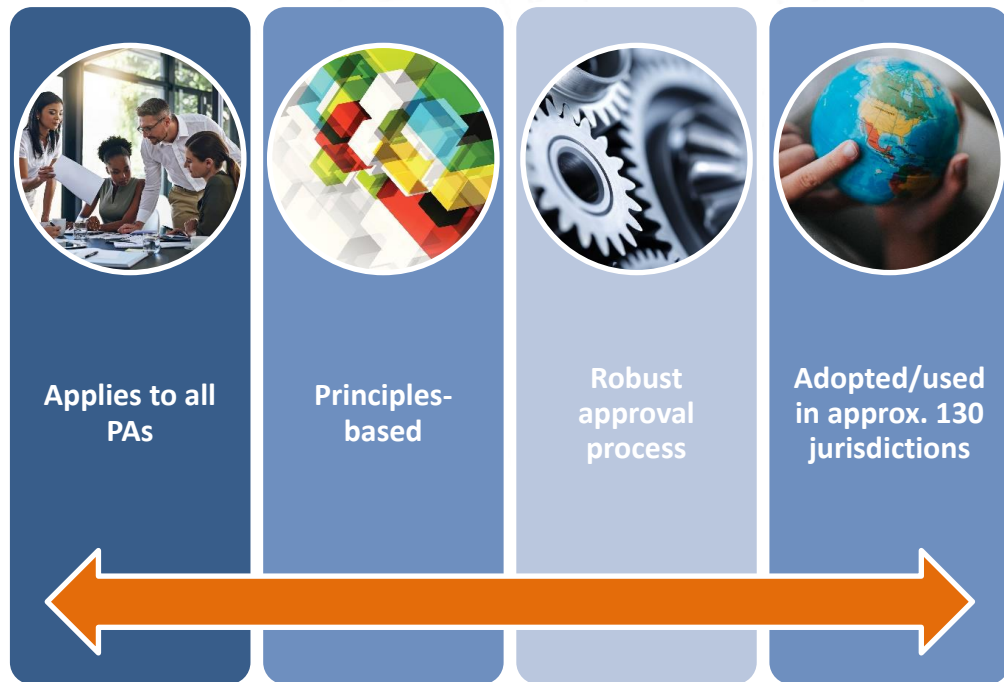 Applies to all
PAs
Principles-
based
Robust
approval
process
Adopted/used
in approx. 130
jurisdictions